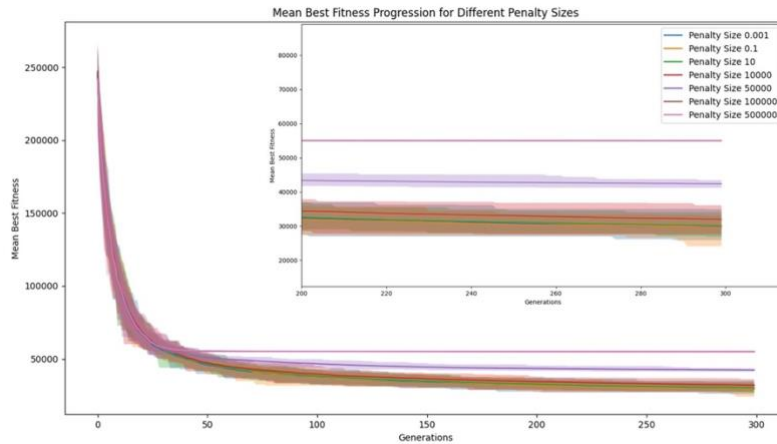 Mean Best Fitness Progression for Different Penalty Sizes
Mean Best Fitness
250000
200000
150000
100000
50000
0
50
100
150
200
250
300
Generations
Mean Best Fitness
80000
70000
60000
50000
40000
30000
20000
200
220
240
260
280
300
Generations
Penalty Size 0.001
Penalty Size 0.1
Penalty Size 10
Penalty Size 10000
Penalty Size 50000
Penalty Size 100000
Penalty Size 500000